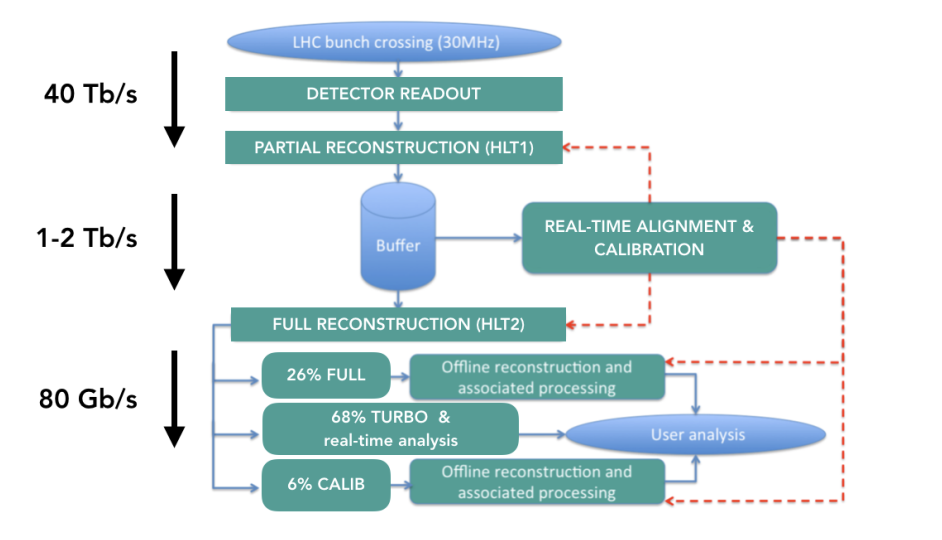 LHC bunch crossing (30MHz)
40 Tb/s
DETECTOR READOUT
PARTIAL RECONSTRUCTION (HLT1)
1-2 Tb/s
Buffer
REAL-TIME ALIGNMENT &
CALIBRATION
FULL RECONSTRUCTION (HLT2)
80 Gb/s
26% FULL
Offline reconstruction and
associated processing
68% TURBO &
real-time analysis
User analysis
6% CALIB
Offline reconstruction and
associated processing